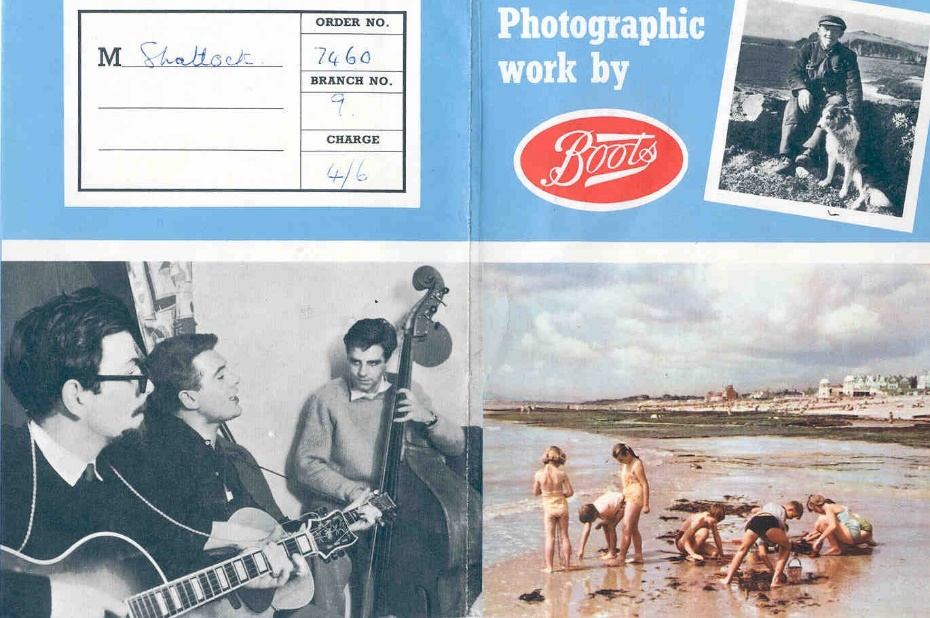 ORDER NO.
M Shattock.
7460
BRANCH NO.
9.
CHARGE
4/6
Photographic
work by
Boots